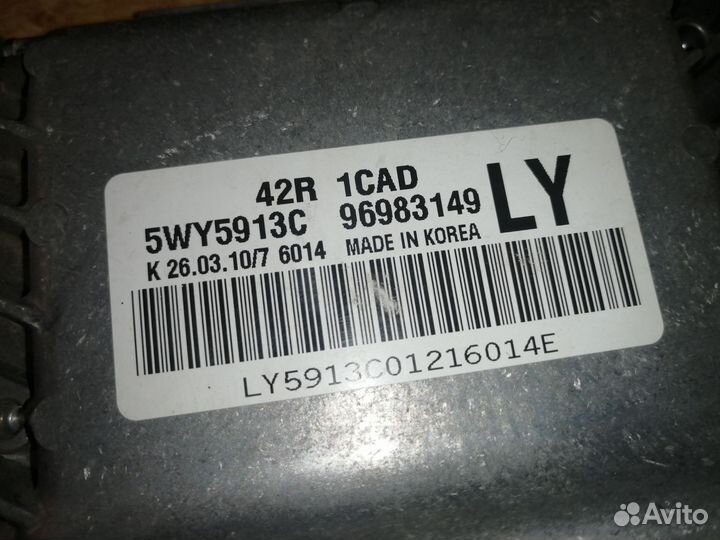 42R 1CAD
5WY5913C 96983149
LY
K 26.03.10/7 6014 MADE IN KOREA
LY5913C01216014E
Avito